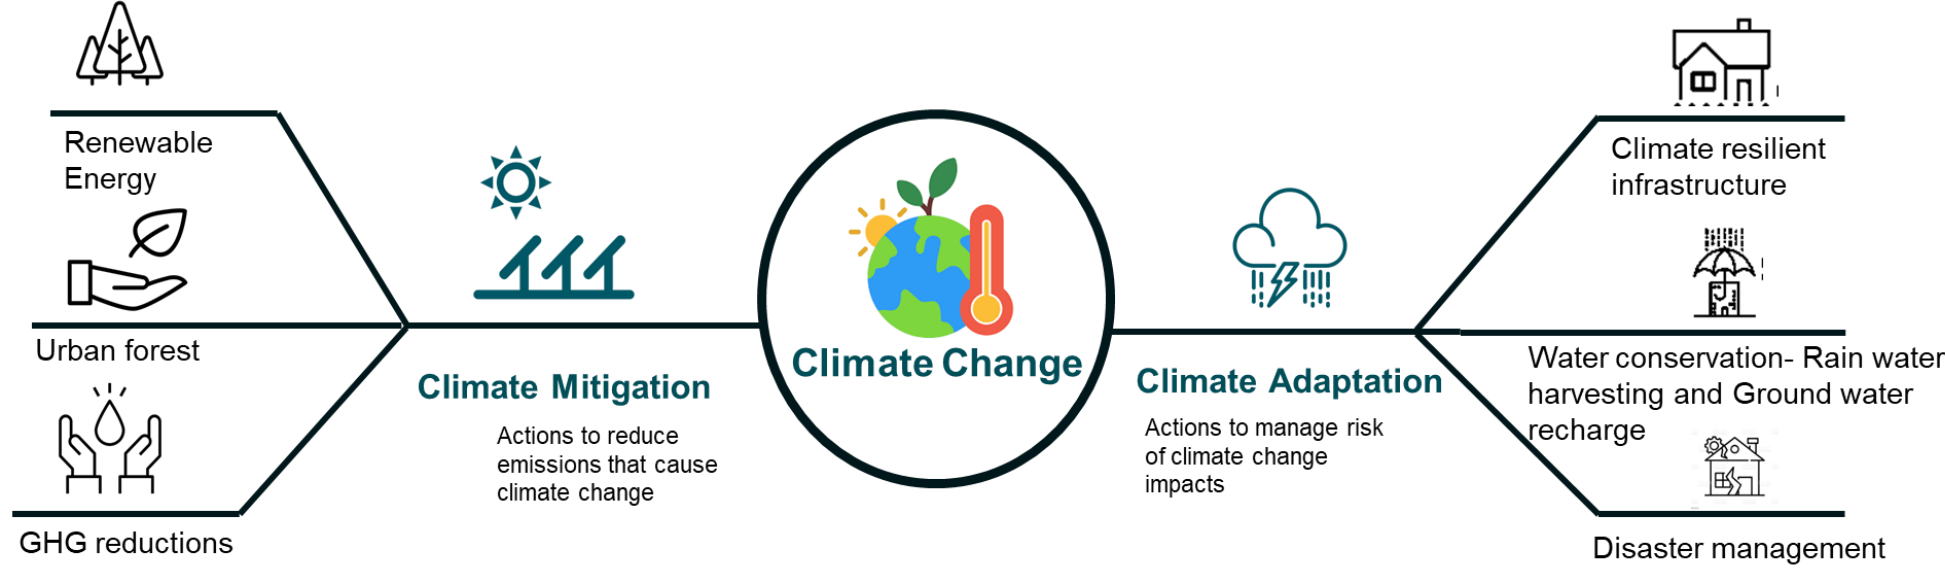 Renewable
Energy
Urban forest
GHG reductions
Climate Mitigation
Actions to reduce
emissions that cause
climate change
Climate Change
Climate Adaptation
Actions to manage risk
of climate change
impacts
Climate resilient
infrastructure
Water conservation- Rain water
harvesting and Ground water
recharge
Disaster management